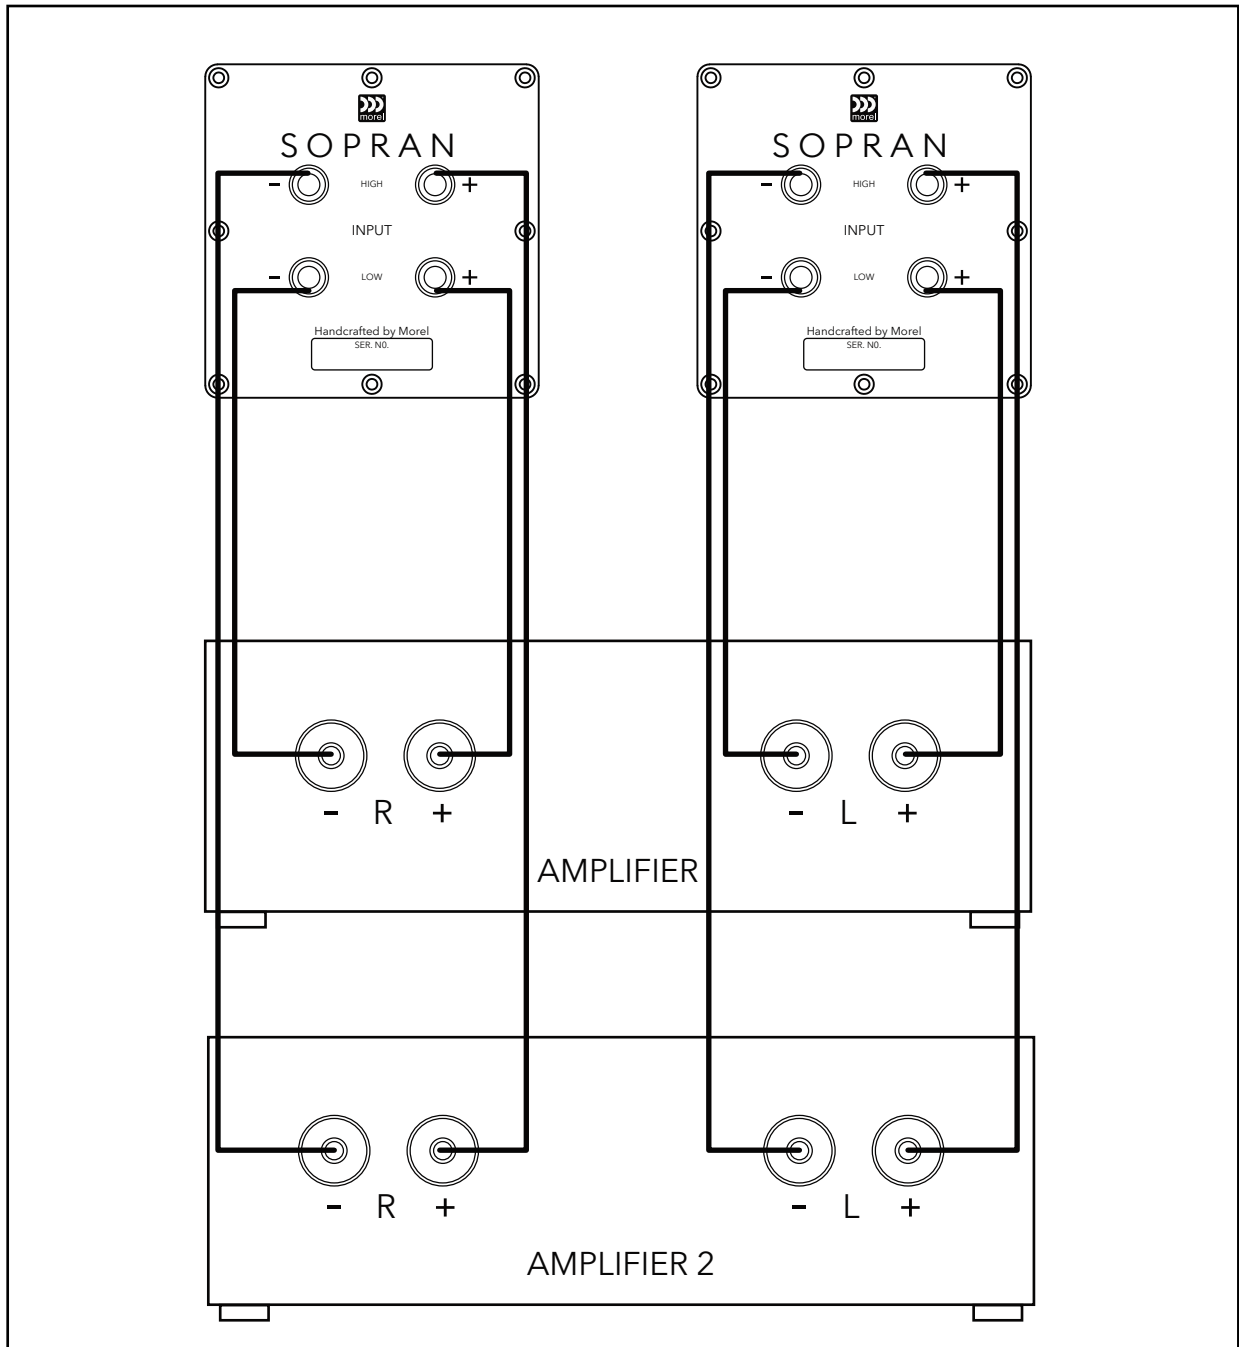 morel
SOPRAN
- HIGH +
INPUT
- LOW +
Handcrafted by Morel
SER. N0.
morel
SOPRAN
- HIGH +
INPUT
- LOW +
Handcrafted by Morel
SER. N0.
- R +
- L +
AMPLIFIER
- R +
- L +
AMPLIFIER 2